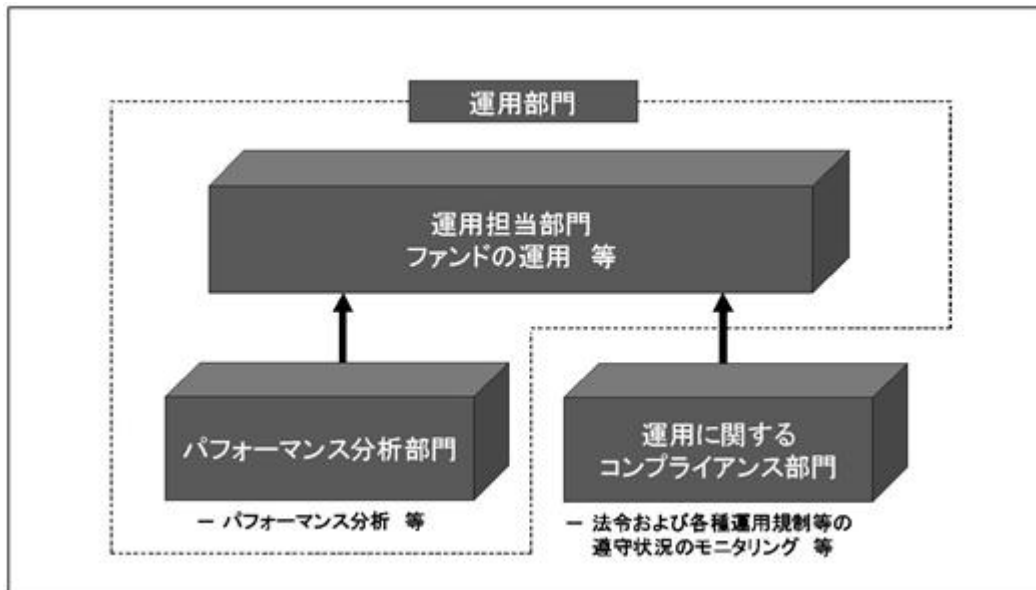 運用部門
運用担当部門
ファンドの運用 等
パフォーマンス分析部門
− パフォーマンス分析 等
運用に関する
コンプライアンス部門
− 法令および各種運用規制等の
遵守状況のモニタリング 等